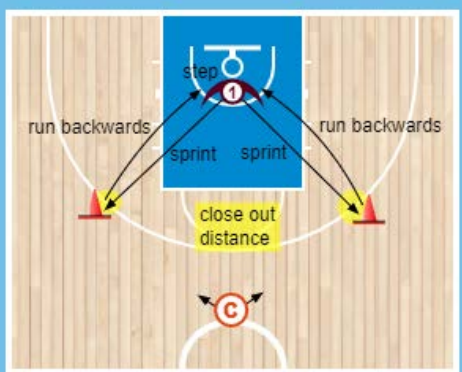 step
1
run backwards
run backwards
sprint
sprint
close out
distance
C